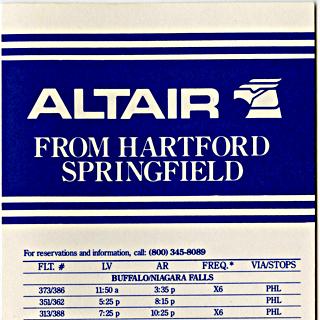 ALTAIR
FROM HARTFORD
SPRINGFIELD
For reservations and information, call: (800) 345-8089
FLT. # LV AR FREQ.* VIA/STOPS
BUFFALO/NIAGARA FALLS
373/386 11:50 a 3:35 p X6 PHL
351/362 5:25 p 8:15 p PHL
313/388 7:25 p 10:25 p X6 PHL